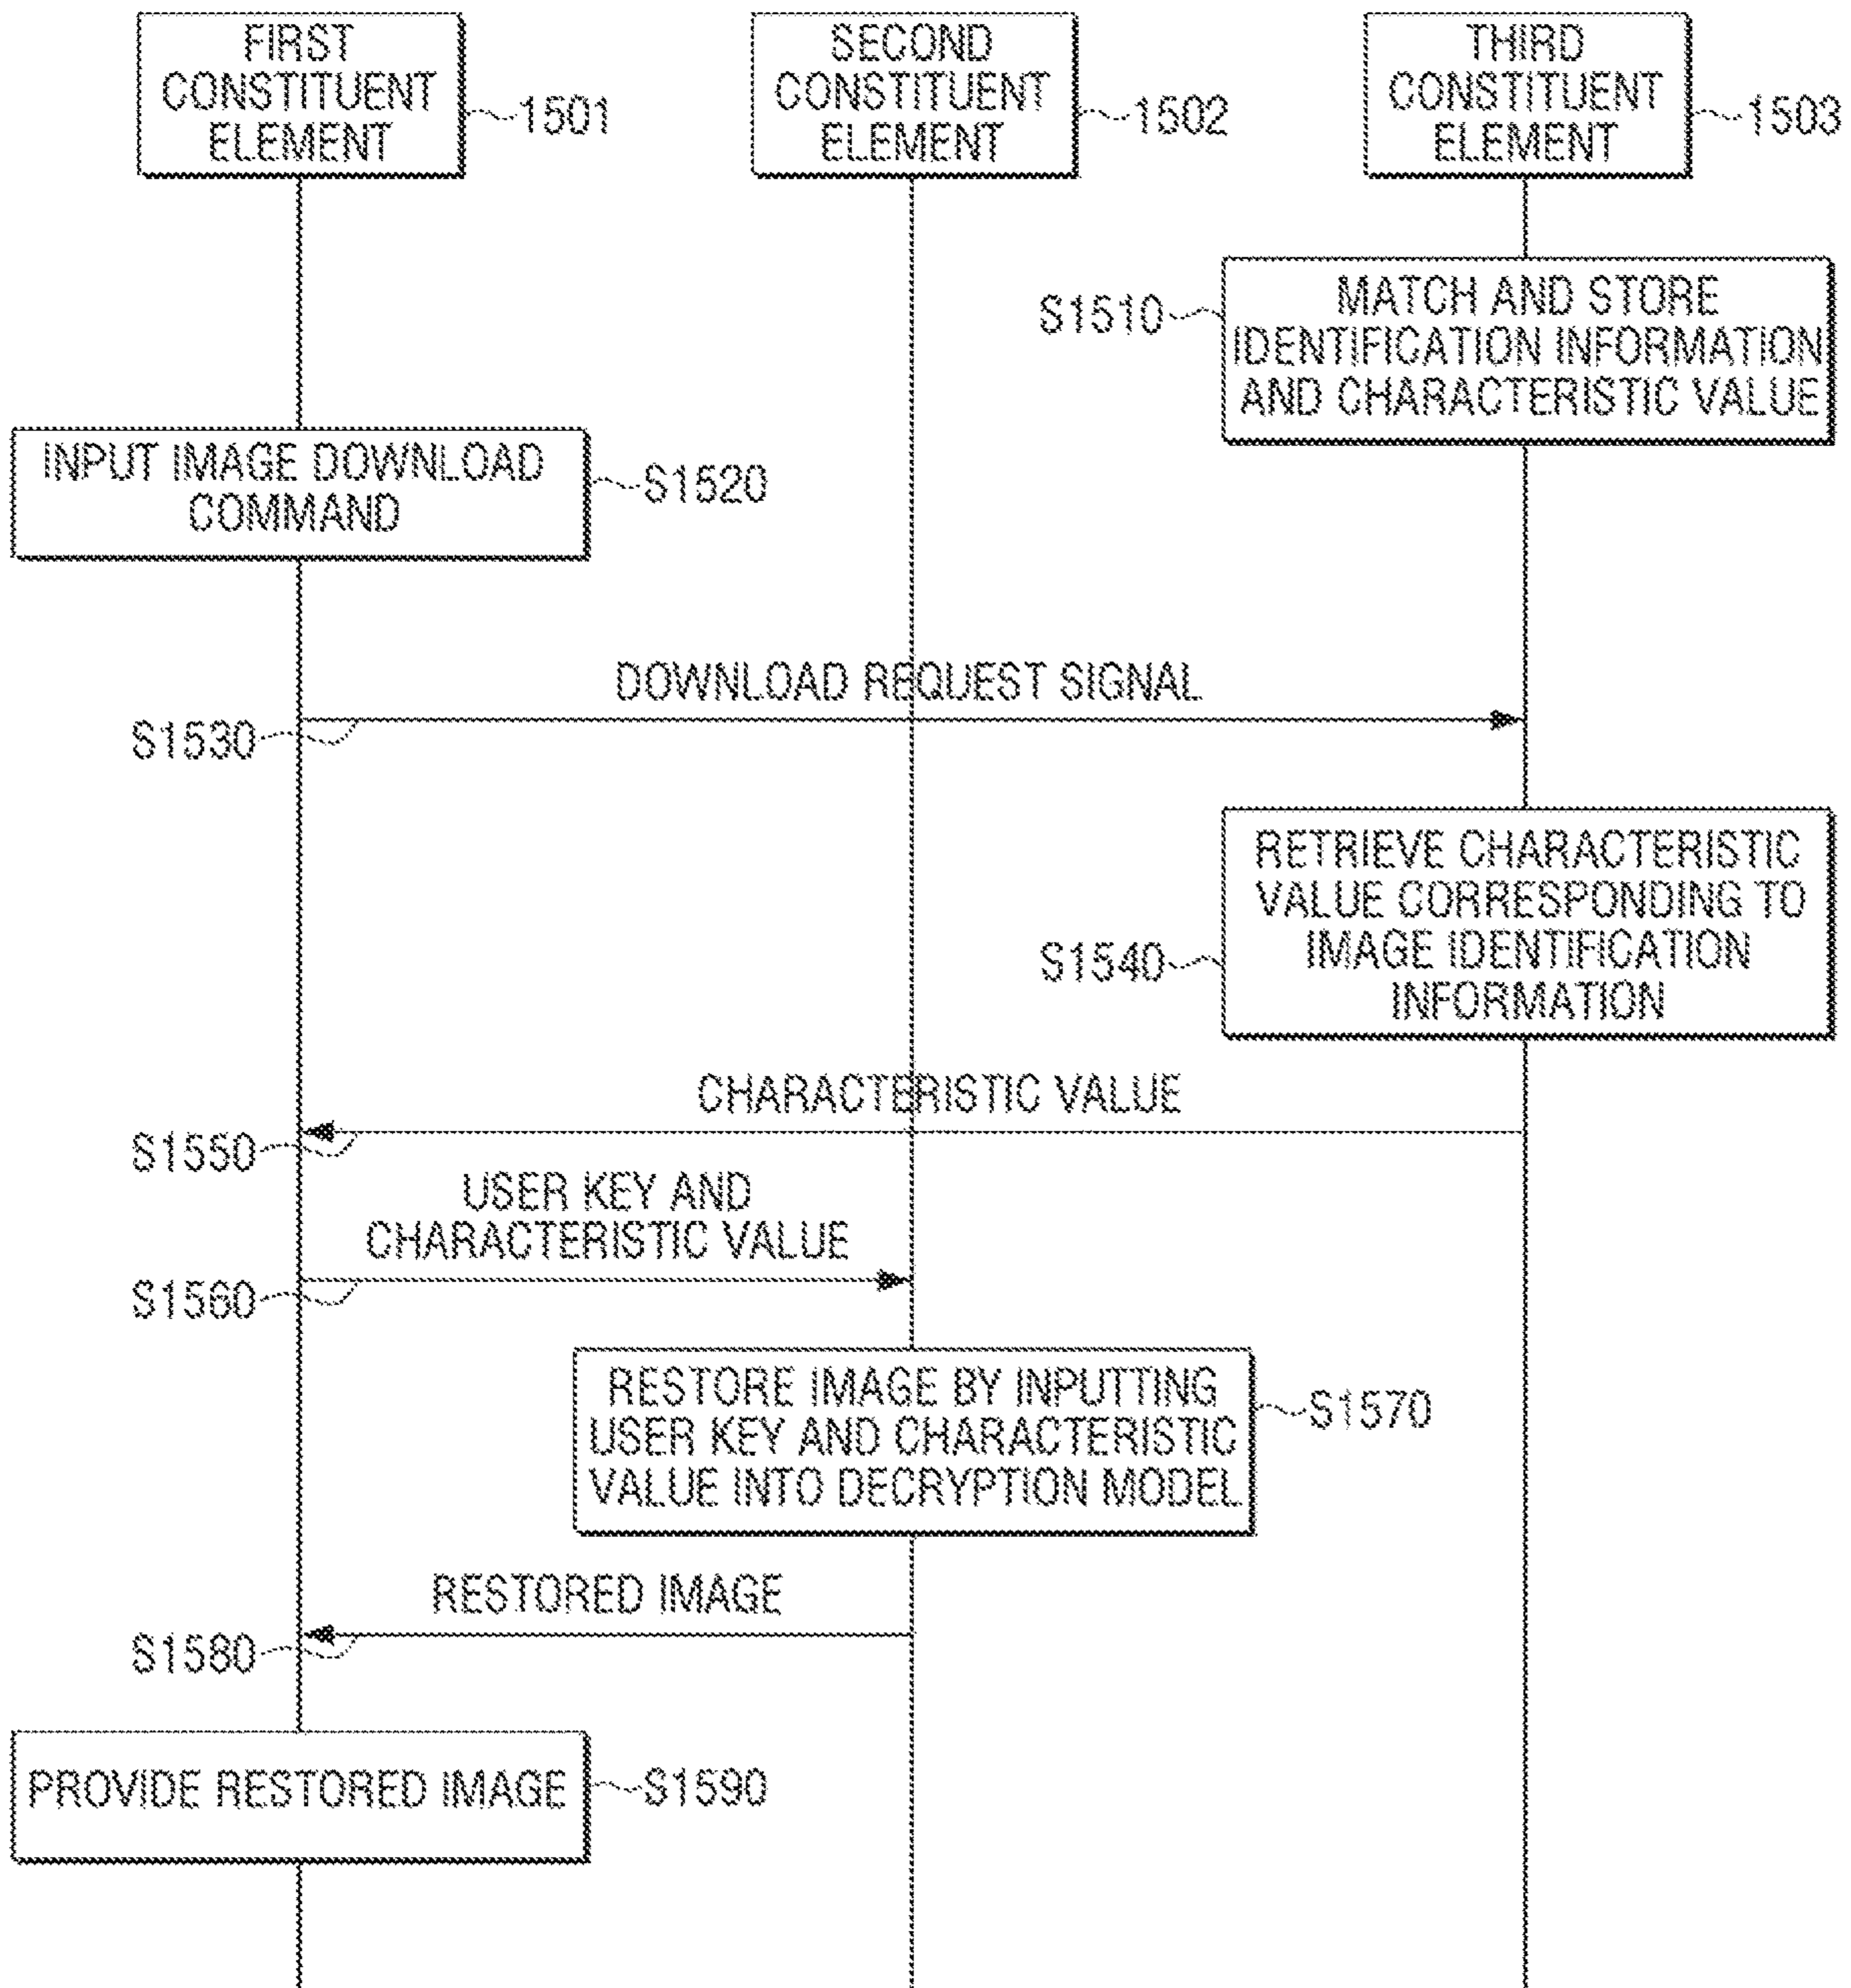 FIRST
CONSTITUENT
ELEMENT
1501
SECOND
CONSTITUENT
ELEMENT
1502
THIRD
CONSTITUENT
ELEMENT
1503
S1510
MATCH AND STORE
IDENTIFICATION INFORMATION
AND CHARACTERISTIC VALUE
INPUT IMAGE DOWNLOAD
COMMAND
S1520
DOWNLOAD REQUEST SIGNAL
S1530
RETRIEVE CHARACTERISTIC
VALUE CORRESPONDING TO
IMAGE IDENTIFICATION
INFORMATION
S1540
CHARACTERISTIC VALUE
S1550
USER KEY AND
CHARACTERISTIC VALUE
S1560
RESTORE IMAGE BY INPUTTING
USER KEY AND CHARACTERISTIC
VALUE INTO DECRYPTION MODEL
S1570
RESTORED IMAGE
S1580
PROVIDE RESTORED IMAGE
S1590